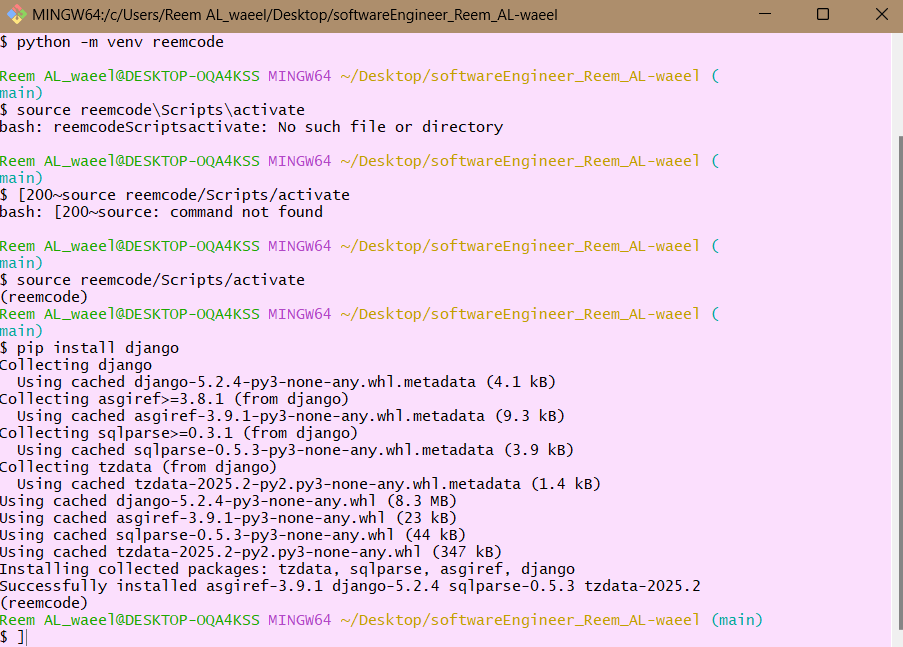 MINGW64:/c/Users/Reem AL_waeel/Desktop/softwareEngineer_Reem_AL-waeel
$ python -m venv reemcode
Reem AL_waeel@DESKTOP-OQA4KSS MINGW64 ~/Desktop/softwareEngineer_Reem_AL-waeel (
main)
$ source reemcode\Scripts\activate
bash: reemcodeScriptsactivate: No such file or directory
Reem AL_waeel@DESKTOP-OQA4KSS MINGW64 ~/Desktop/softwareEngineer_Reem_AL-waeel (
main)
$ [200~source reemcode/Scripts/activate
bash: [200~source: command not found
Reem AL_waeel@DESKTOP-OQA4KSS MINGW64 ~/Desktop/softwareEngineer_Reem_AL-waeel (
main)
$ source reemcode/Scripts/activate
(reemcode)
Reem AL_waeel@DESKTOP-OQA4KSS MINGW64 ~/Desktop/softwareEngineer_Reem_AL-waeel (
main)
$ pip install django
Collecting django
  Using cached django-5.2.4-py3-none-any.whl.metadata (4.1 kB)
Collecting asgiref>=3.8.1 (from django)
  Using cached asgiref-3.9.1-py3-none-any.whl.metadata (9.3 kB)
Collecting sqlparse>=0.3.1 (from django)
  Using cached sqlparse-0.5.3-py3-none-any.whl.metadata (3.9 kB)
Collecting tzdata (from django)
  Using cached tzdata-2025.2-py2.py3-none-any.whl.metadata (1.4 kB)
Using cached django-5.2.4-py3-none-any.whl (8.3 MB)
Using cached asgiref-3.9.1-py3-none-any.whl (23 kB)
Using cached sqlparse-0.5.3-py3-none-any.whl (44 kB)
Using cached tzdata-2025.2-py2.py3-none-any.whl (347 kB)
Installing collected packages: tzdata, sqlparse, asgiref, django
Successfully installed asgiref-3.9.1 django-5.2.4 sqlparse-0.5.3 tzdata-2025.2
(reemcode)
Reem AL_waeel@DESKTOP-OQA4KSS MINGW64 ~/Desktop/softwareEngineer_Reem_AL-waeel (main)
$ ]